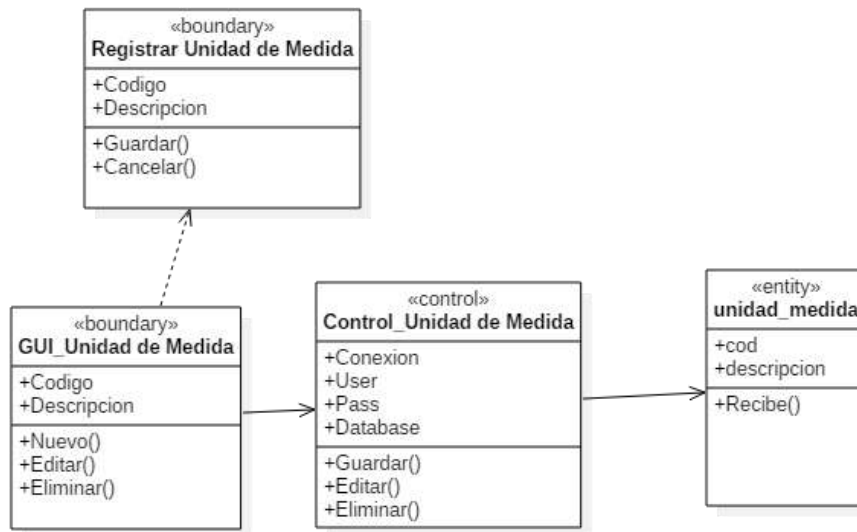 «boundary»
Registrar Unidad de Medida
+Codigo
+Descripcion
+Guardar()
+Cancelar()
«boundary»
GUI_Unidad de Medida
+Codigo
+Descripcion
+Nuevo()
+Editar()
+Eliminar()
«control»
Control_Unidad de Medida
+Conexion
+User
+Pass
+Database
+Guardar()
+Editar()
+Eliminar()
«entity»
unidad_medida
+cod
+descripcion
+Recibe()